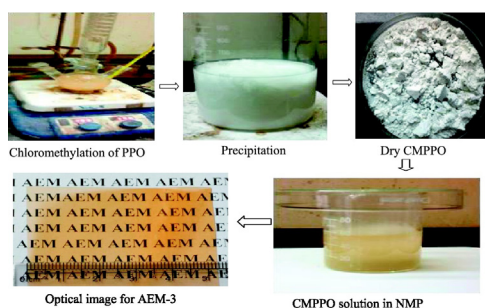 Chloromethylation of PPO
Precipitation
Dry CMPPO
AEM AEM AEM AEM AEM
AEM AEM AEM AEM AEM
AEM AEM AEM AEM AEM
AEM AEM AEM AEM AEM
AEM AEM AEM AEM AEM
AEM AEM AEM AEM AEM
Optical image for AEM-3
CMPPO solution in NMP